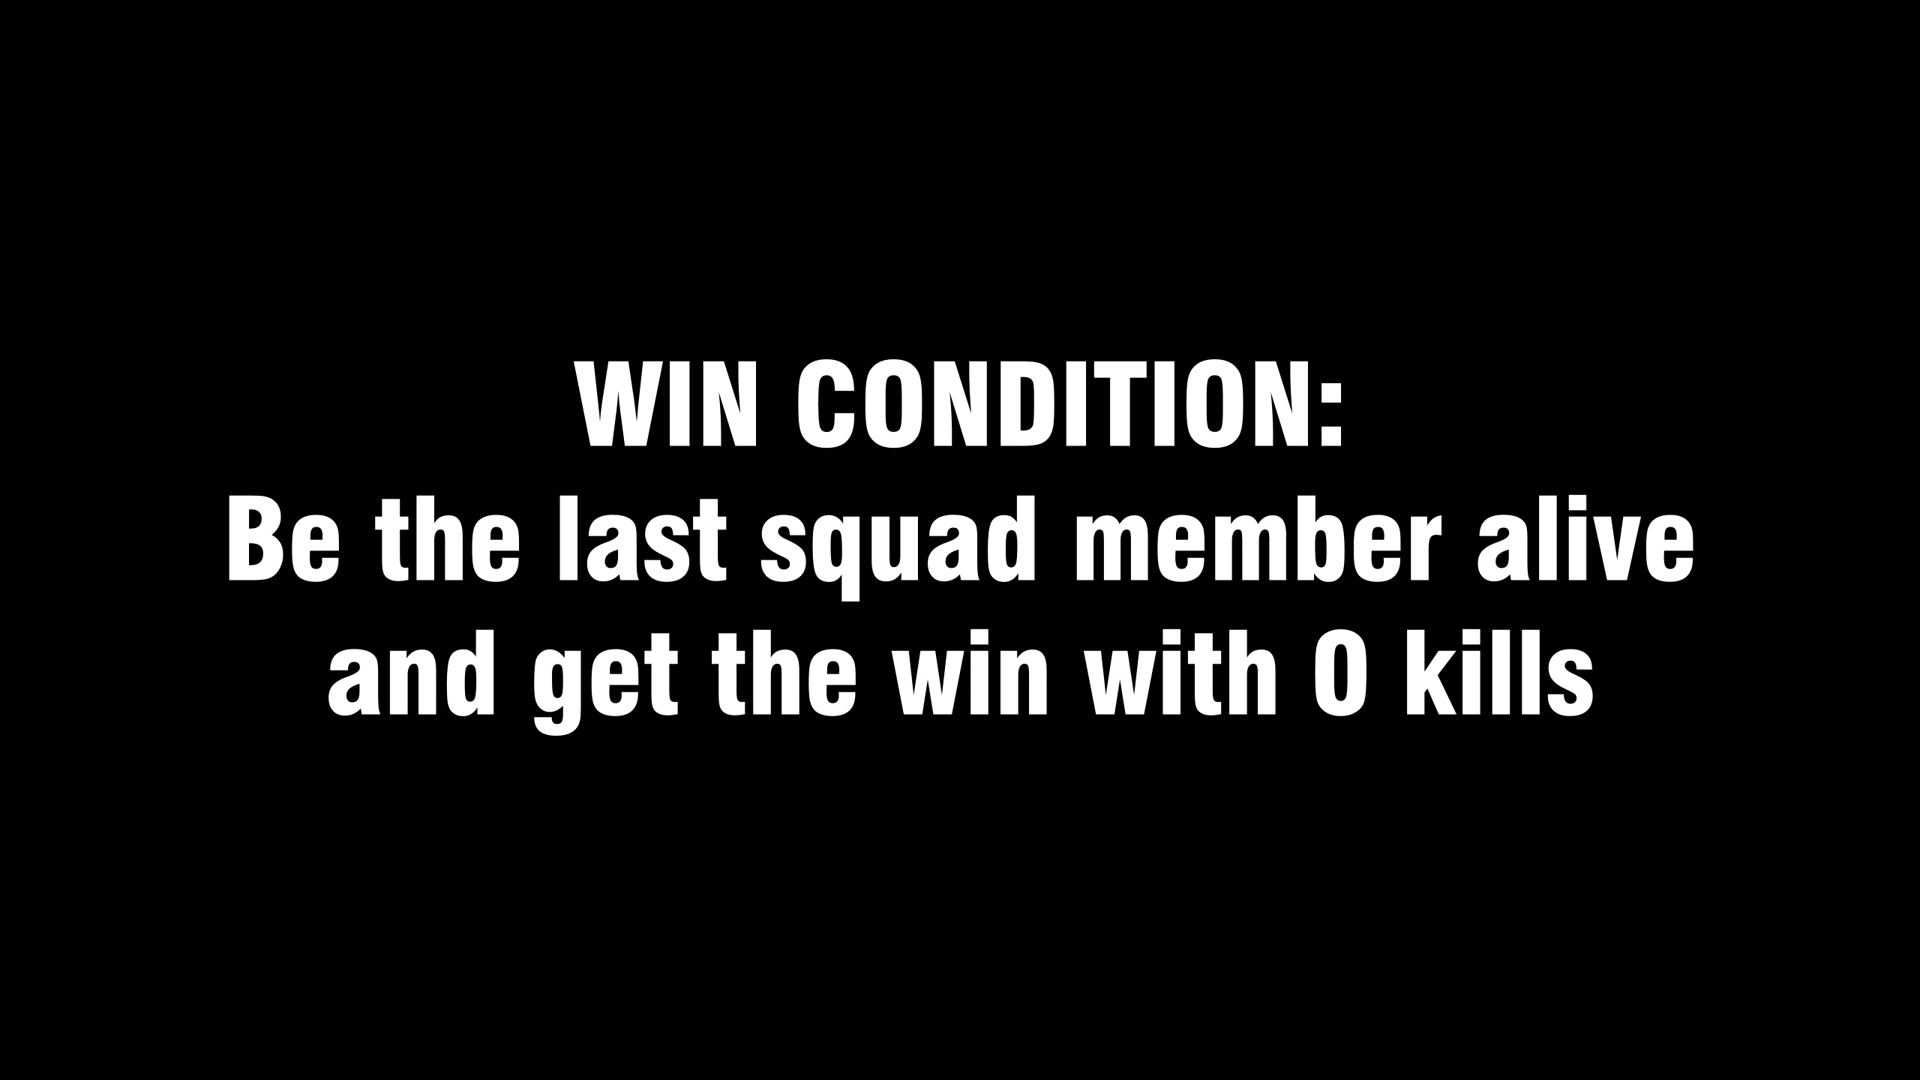 WIN CONDITION:
Be the last squad member alive
and get the win with 0 kills